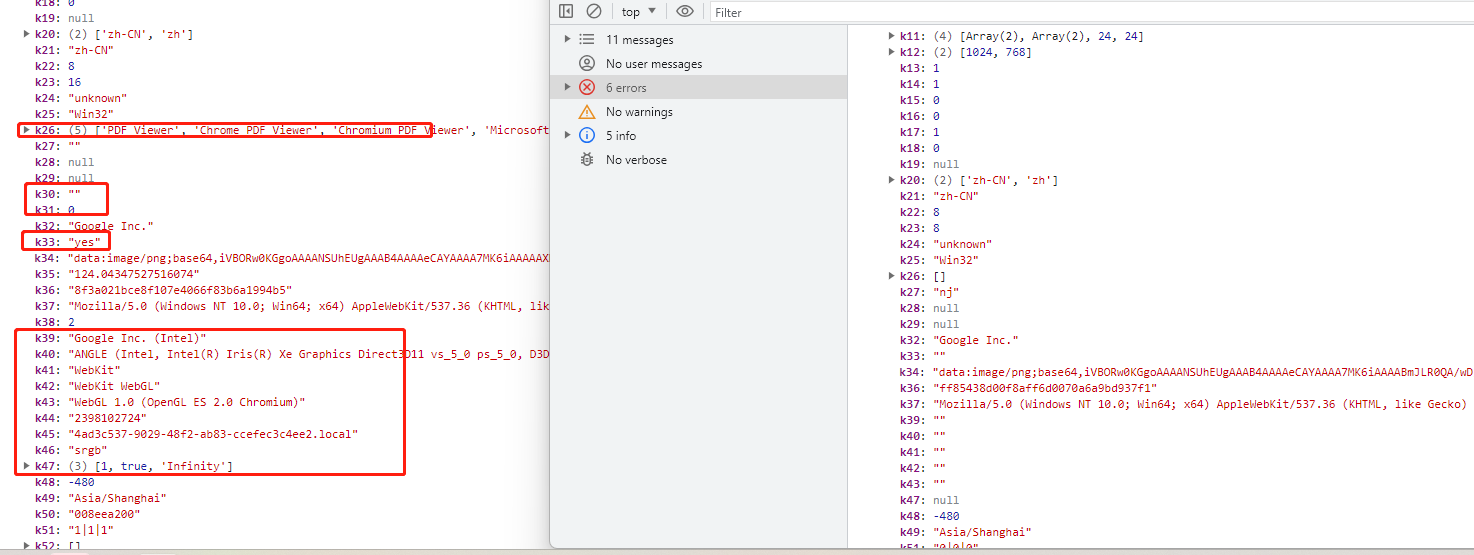 k18: 0
k19: null
k20: (2) ['zh-CN', 'zh']
k21: "zh-CN"
k22: 8
k23: 16
k24: "unknown"
k25: "Win32"
k26: (5) ['PDF Viewer', 'Chrome PDF Viewer', 'Chromium PDF Viewer', 'Microsoft
k27: ""
k28: null
k29: null
k30: ""
k31: 0
k32: "Google Inc."
k33: "yes"
k34: "data:image/png;base64,iVBORw0KGgoAAAANSUhEUgAAAB4AAAAeCAYAAAA7MK6iAAAAAX
k35: "124.04347527516074"
k36: "8f3a021bce8f107e4066f83b6a1994b5"
k37: "Mozilla/5.0 (Windows NT 10.0; Win64; x64) AppleWebKit/537.36 (KHTML, lik
k38: 2
k39: "Google Inc. (Intel)"
k40: "ANGLE (Intel, Intel(R) Iris(R) Xe Graphics Direct3D11 vs_5_0 ps_5_0, D3D
k41: "WebKit"
k42: "WebKit WebGL"
k43: "WebGL 1.0 (OpenGL ES 2.0 Chromium)"
k44: "2398102724"
k45: "4ad3c537-9029-48f2-ab83-ccefec3c4ee2.local"
k46: "srgb"
k47: (3) [1, true, 'Infinity']
k48: -480
k49: "Asia/Shanghai"
k50: "008eea200"
k51: "1|1|1"
k52: []
top
Filter
11 messages
No user messages
6 errors
No warnings
5 info
No verbose
k11: (4) [Array(2), Array(2), 24, 24]
k12: (2) [1024, 768]
k13: 1
k14: 1
k15: 0
k16: 0
k17: 1
k18: 0
k19: null
k20: (2) ['zh-CN', 'zh']
k21: "zh-CN"
k22: 8
k23: 8
k24: "unknown"
k25: "Win32"
k26: []
k27: "nj"
k28: null
k29: null
k32: "Google Inc."
k33: ""
k34: "data:image/png;base64,iVBORw0KGgoAAAANSUhEUgAAAB4AAAAeCAYAAAA7MK6iAAAABmJLR0QA/wD
k36: "ff85438d00f8aff6d0070a6a9bd937f1"
k37: "Mozilla/5.0 (Windows NT 10.0; Win64; x64) AppleWebKit/537.36 (KHTML, like Gecko)
k39: ""
k40: ""
k41: ""
k42: ""
k43: ""
k47: null
k48: -480
k49: "Asia/Shanghai"
k51: "0|0|0"